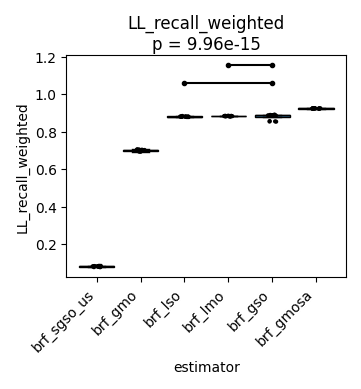 LL_recall_weighted
p = 9.96e-15
LL_recall_weighted
1.2
1.0
0.8
0.6
0.4
0.2
brf_sgso_us
brf_gmo
brf_lso
brf_lmo
brf_gso
brf_gmosa
estimator